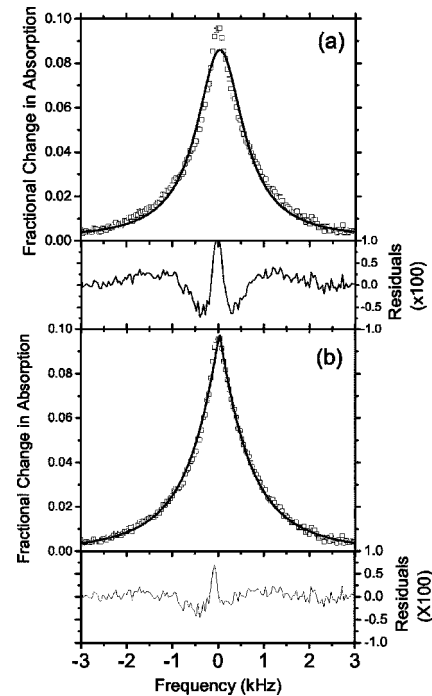 0.10
(a)
0.08
0.06
0.04
0.02
0.00
Fractional Change in Absorption
1.0
0.5
0.0
-0.5
-1.0
Residuals
(x100)
0.10
(b)
0.08
0.06
0.04
0.02
0.00
Fractional Change in Absorption
1.0
0.5
0.0
-0.5
-1.0
Residuals
(X100)
-3 -2 -1 0 1 2 3
Frequency (kHz)